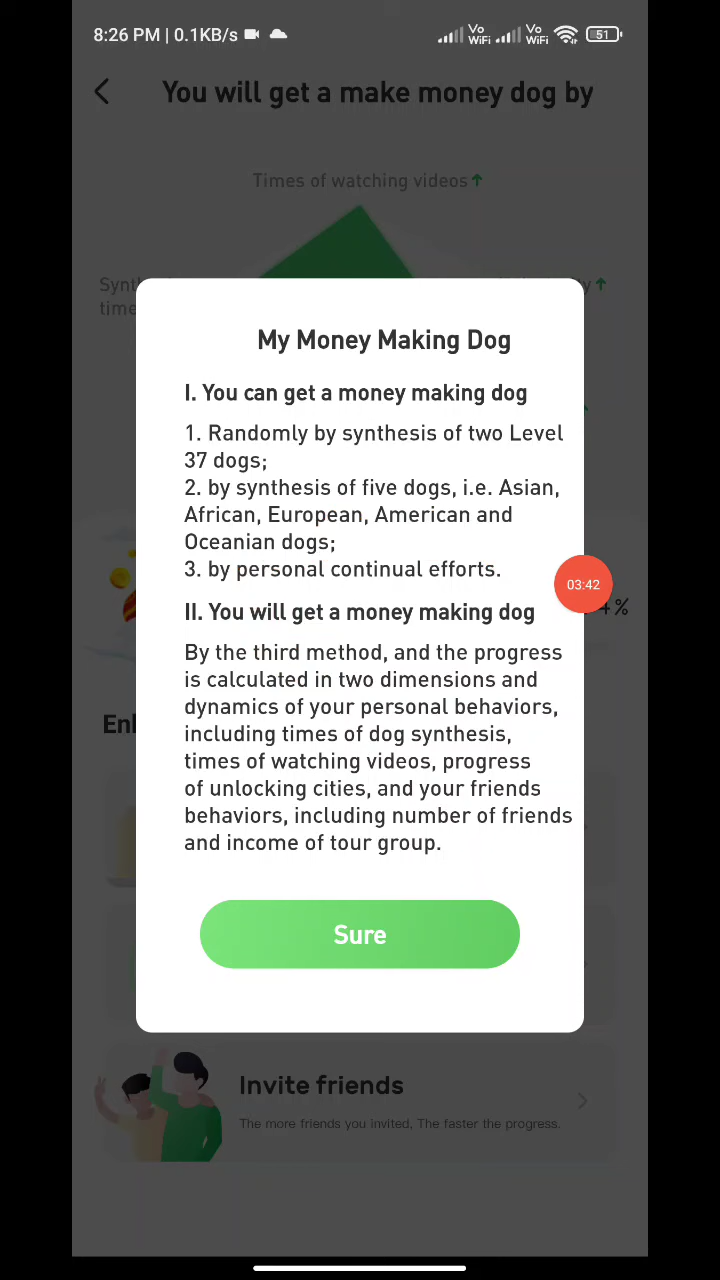 8:26 PM | 0.1KB/s
Vo WiFi Vo WiFi 51
You will get a make money dog by
Times of watching videos
Synt
y
time
My Money Making Dog
I. You can get a money making dog
1. Randomly by synthesis of two Level
37 dogs;
2. by synthesis of five dogs, i.e. Asian,
African, European, American and
Oceanian dogs;
3. by personal continual efforts.
03:42
%
II. You will get a money making dog
By the third method, and the progress
is calculated in two dimensions and
dynamics of your personal behaviors,
including times of dog synthesis,
times of watching videos, progress
of unlocking cities, and your friends
behaviors, including number of friends
and income of tour group.
Sure
Invite friends
The more friends you invited, The faster the progress.